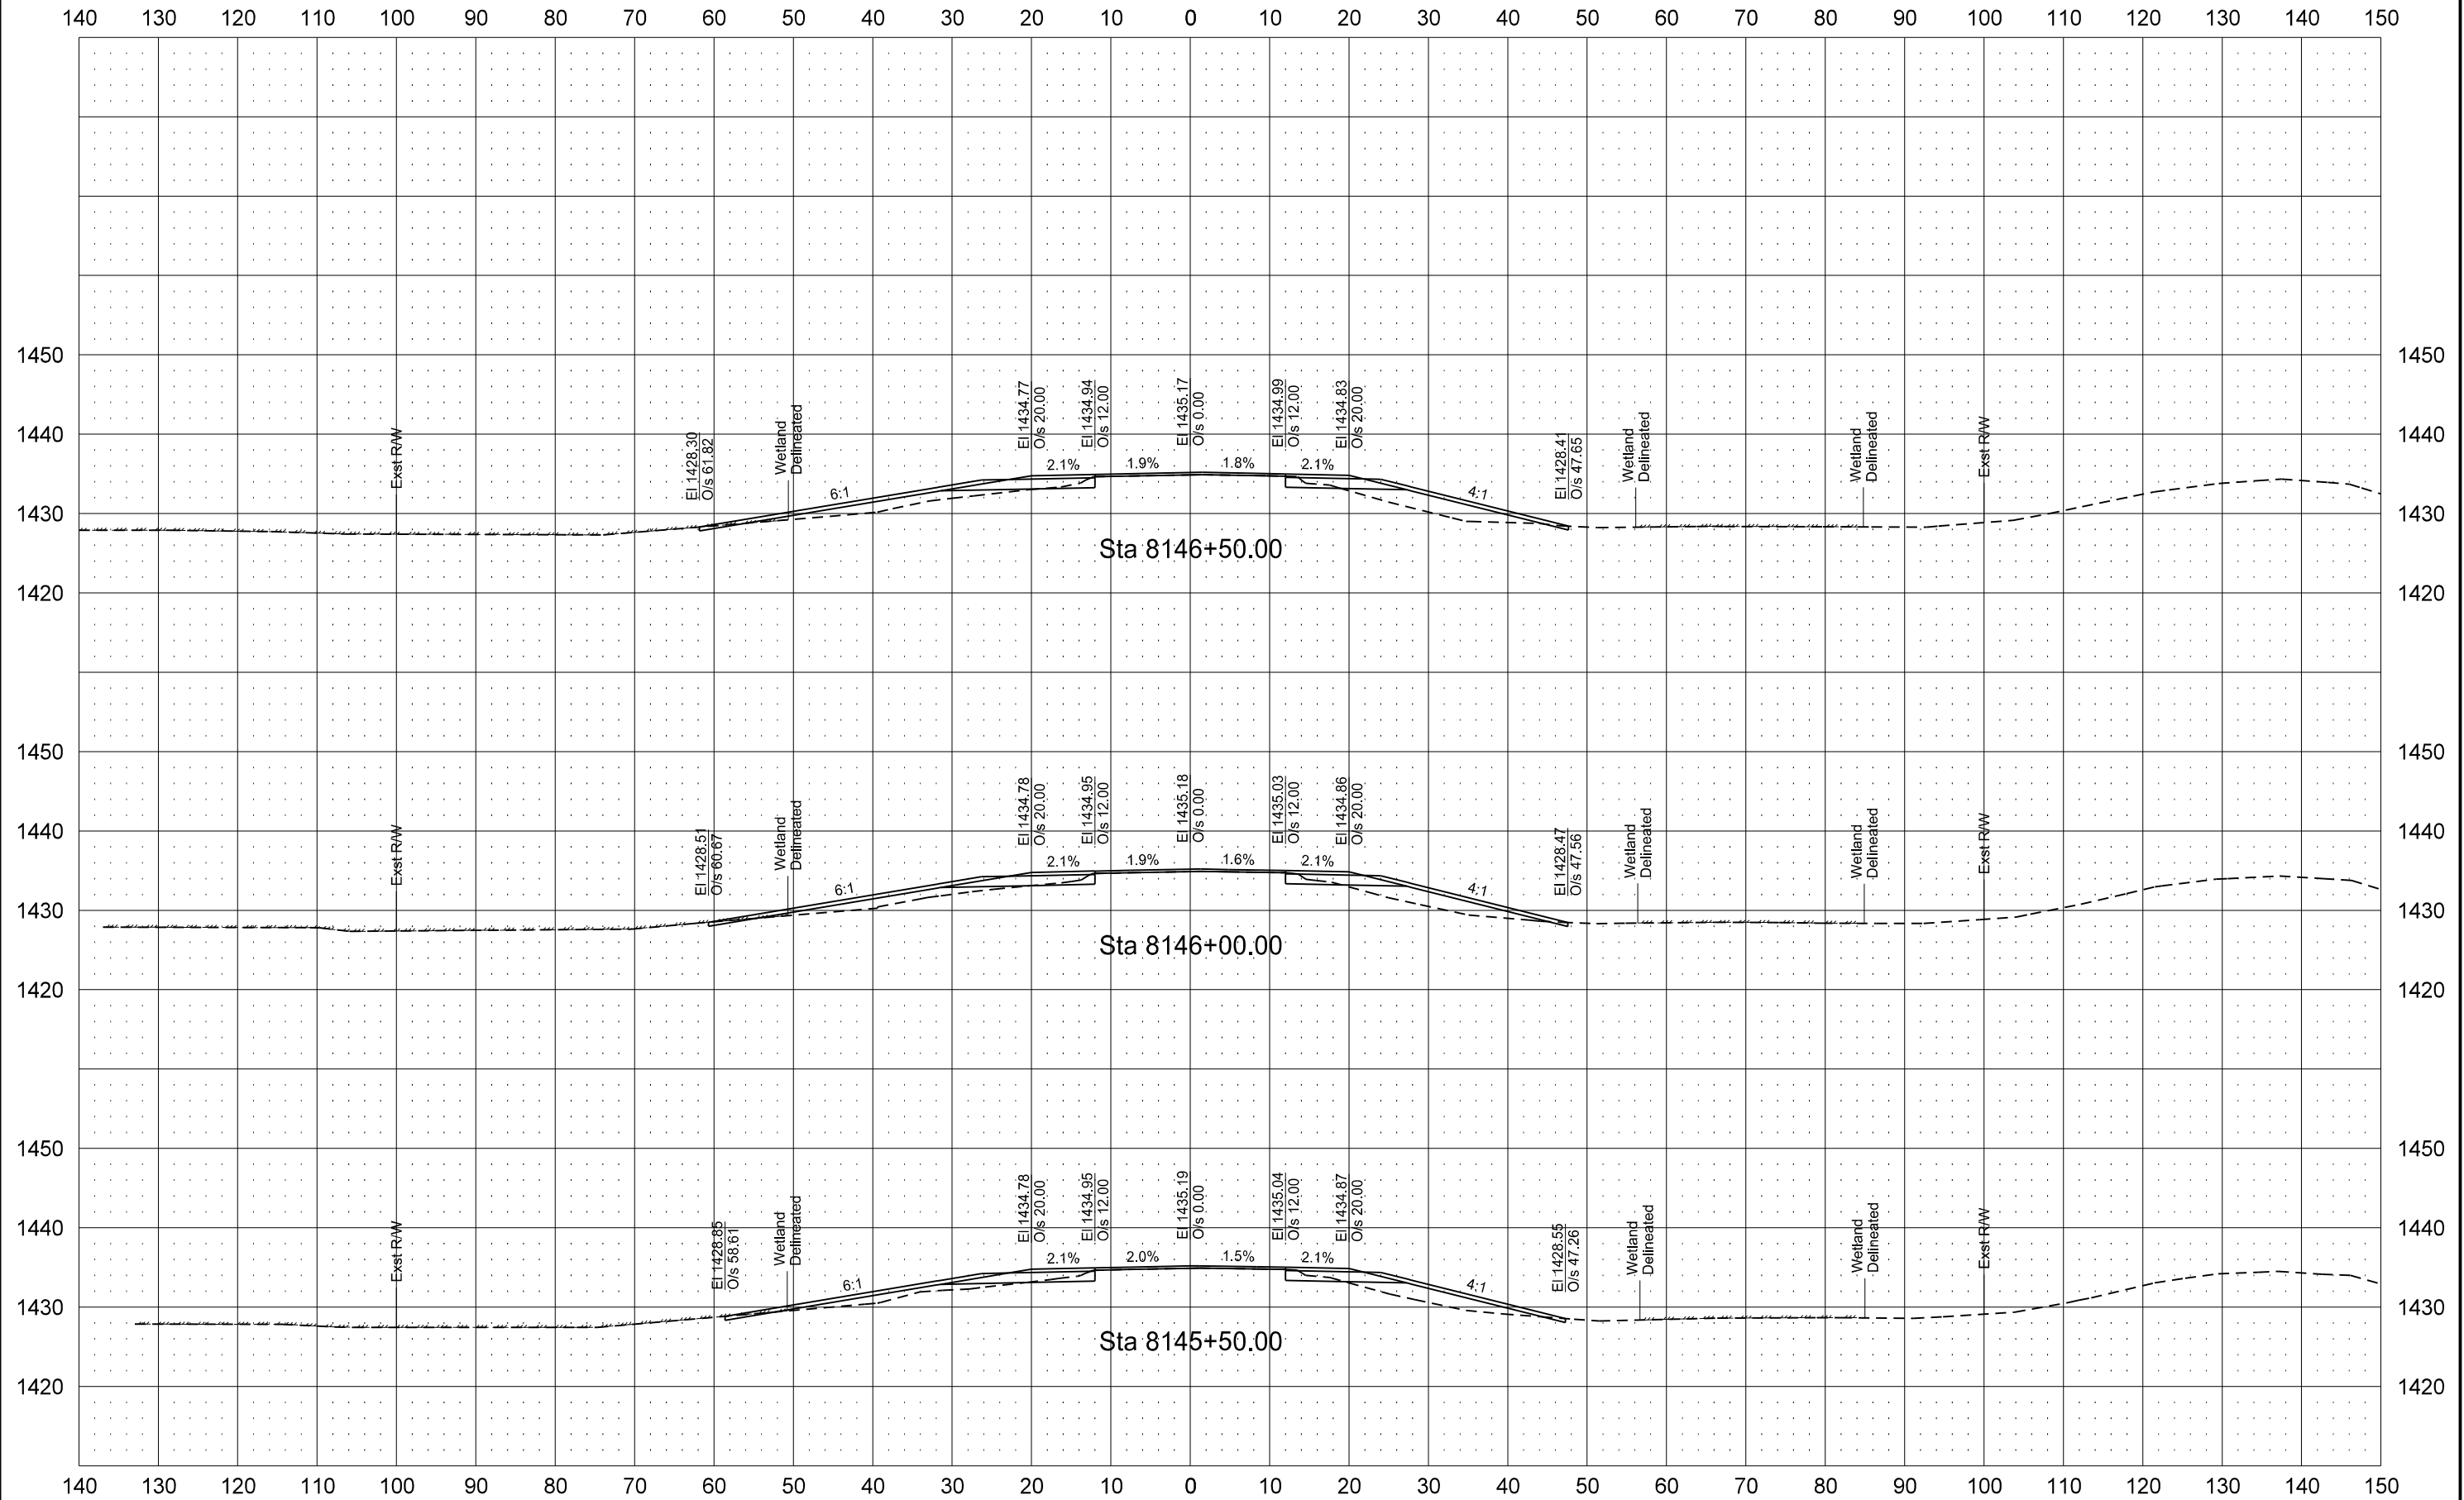 140 130 120 110 100 90 80 70 60 50 40 30 20 10 0 10 20 30 40 50 60 70 80 90 100 110 120 130 140 150
1450 1450
1440 1440
1430 1430
1420 1420
Exst R/W
El 1428.30
O/s 61.82
Wetland
Delineated
6:1
El 1434.77
O/s 20.00
2.1%
El 1434.94
O/s 12.00
1.9%
El 1435.17
O/s 0.00
1.8%
El 1434.99
O/s 12.00
2.1%
El 1434.83
O/s 20.00
4:1
El 1428.41
O/s 47.65
Wetland
Delineated
Wetland
Delineated
Exst R/W
Sta 8146+50.00
1450 1450
1440 1440
1430 1430
1420 1420
Exst R/W
El 1428.51
O/s 60.67
Wetland
Delineated
6:1
El 1434.78
O/s 20.00
2.1%
El 1434.95
O/s 12.00
1.9%
El 1435.18
O/s 0.00
1.6%
El 1435.03
O/s 12.00
2.1%
El 1434.86
O/s 20.00
4:1
El 1428.47
O/s 47.56
Wetland
Delineated
Wetland
Delineated
Exst R/W
Sta 8146+00.00
1450 1450
1440 1440
1430 1430
1420 1420
Exst R/W
El 1428.85
O/s 58.61
Wetland
Delineated
6:1
El 1434.78
O/s 20.00
2.1%
El 1434.95
O/s 12.00
2.0%
El 1435.19
O/s 0.00
1.5%
El 1435.04
O/s 12.00
2.1%
El 1434.87
O/s 20.00
4:1
El 1428.55
O/s 47.26
Wetland
Delineated
Wetland
Delineated
Exst R/W
Sta 8145+50.00
140 130 120 110 100 90 80 70 60 50 40 30 20 10 0 10 20 30 40 50 60 70 80 90 100 110 120 130 140 150